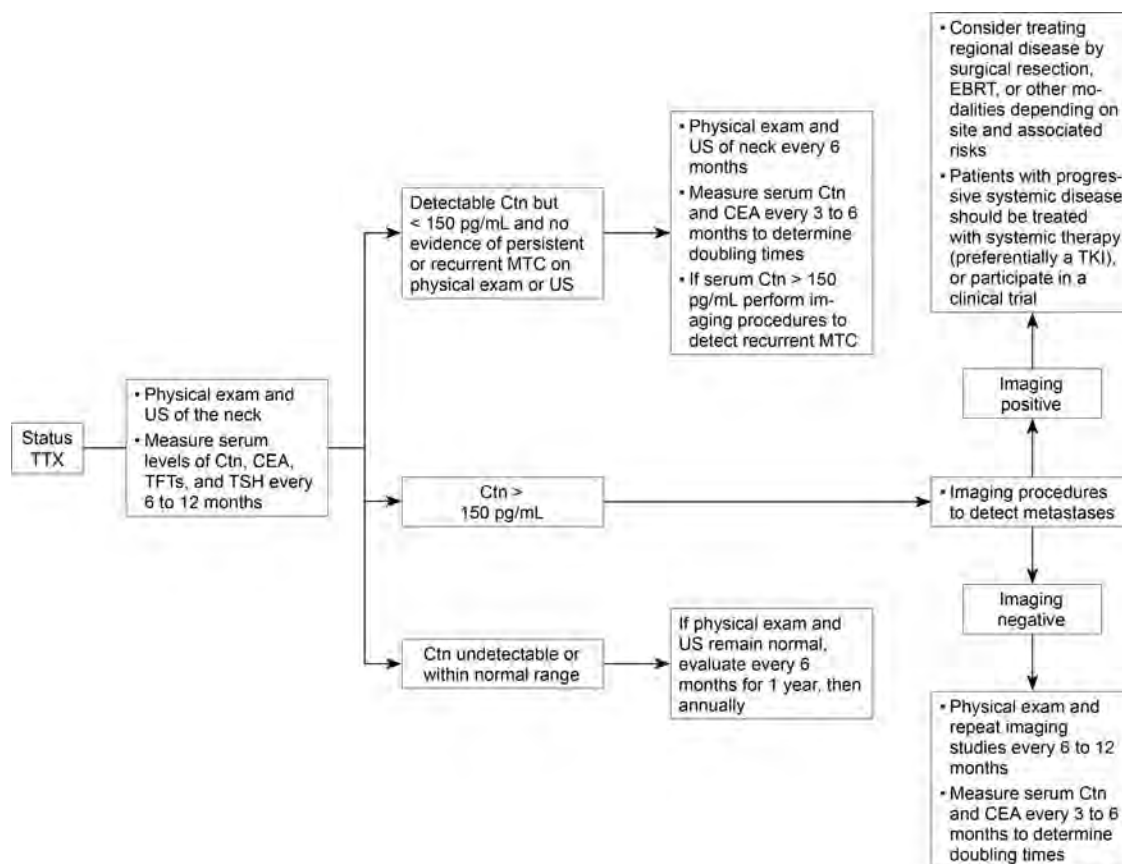 Status
TTX
▪ Physical exam and
US of the neck
▪ Measure serum
levels of Ctn, CEA,
TFTs, and TSH every
6 to 12 months
Detectable Ctn but
< 150 pg/mL and no
evidence of persistent
or recurrent MTC on
physical exam or US
▪ Physical exam and
US of neck every 6
months
▪ Measure serum Ctn
and CEA every 3 to 6
months to determine
doubling times
▪ If serum Ctn > 150
pg/mL perform im-
aging procedures to
detect recurrent MTC
Ctn >
150 pg/mL
▪ Imaging procedures
to detect metastases
Imaging
positive
▪ Consider treating
regional disease by
surgical resection,
EBRT, or other mo-
dalities depending on
site and associated
risks
▪ Patients with progres-
sive systemic disease
should be treated
with systemic therapy
(preferentially a TKI),
or participate in a
clinical trial
Imaging
negative
▪ Physical exam and
repeat imaging
studies every 6 to 12
months
▪ Measure serum Ctn
and CEA every 3 to 6
months to determine
doubling times
Ctn undetectable or
within normal range
If physical exam and
US remain normal,
evaluate every 6
months for 1 year, then
annually